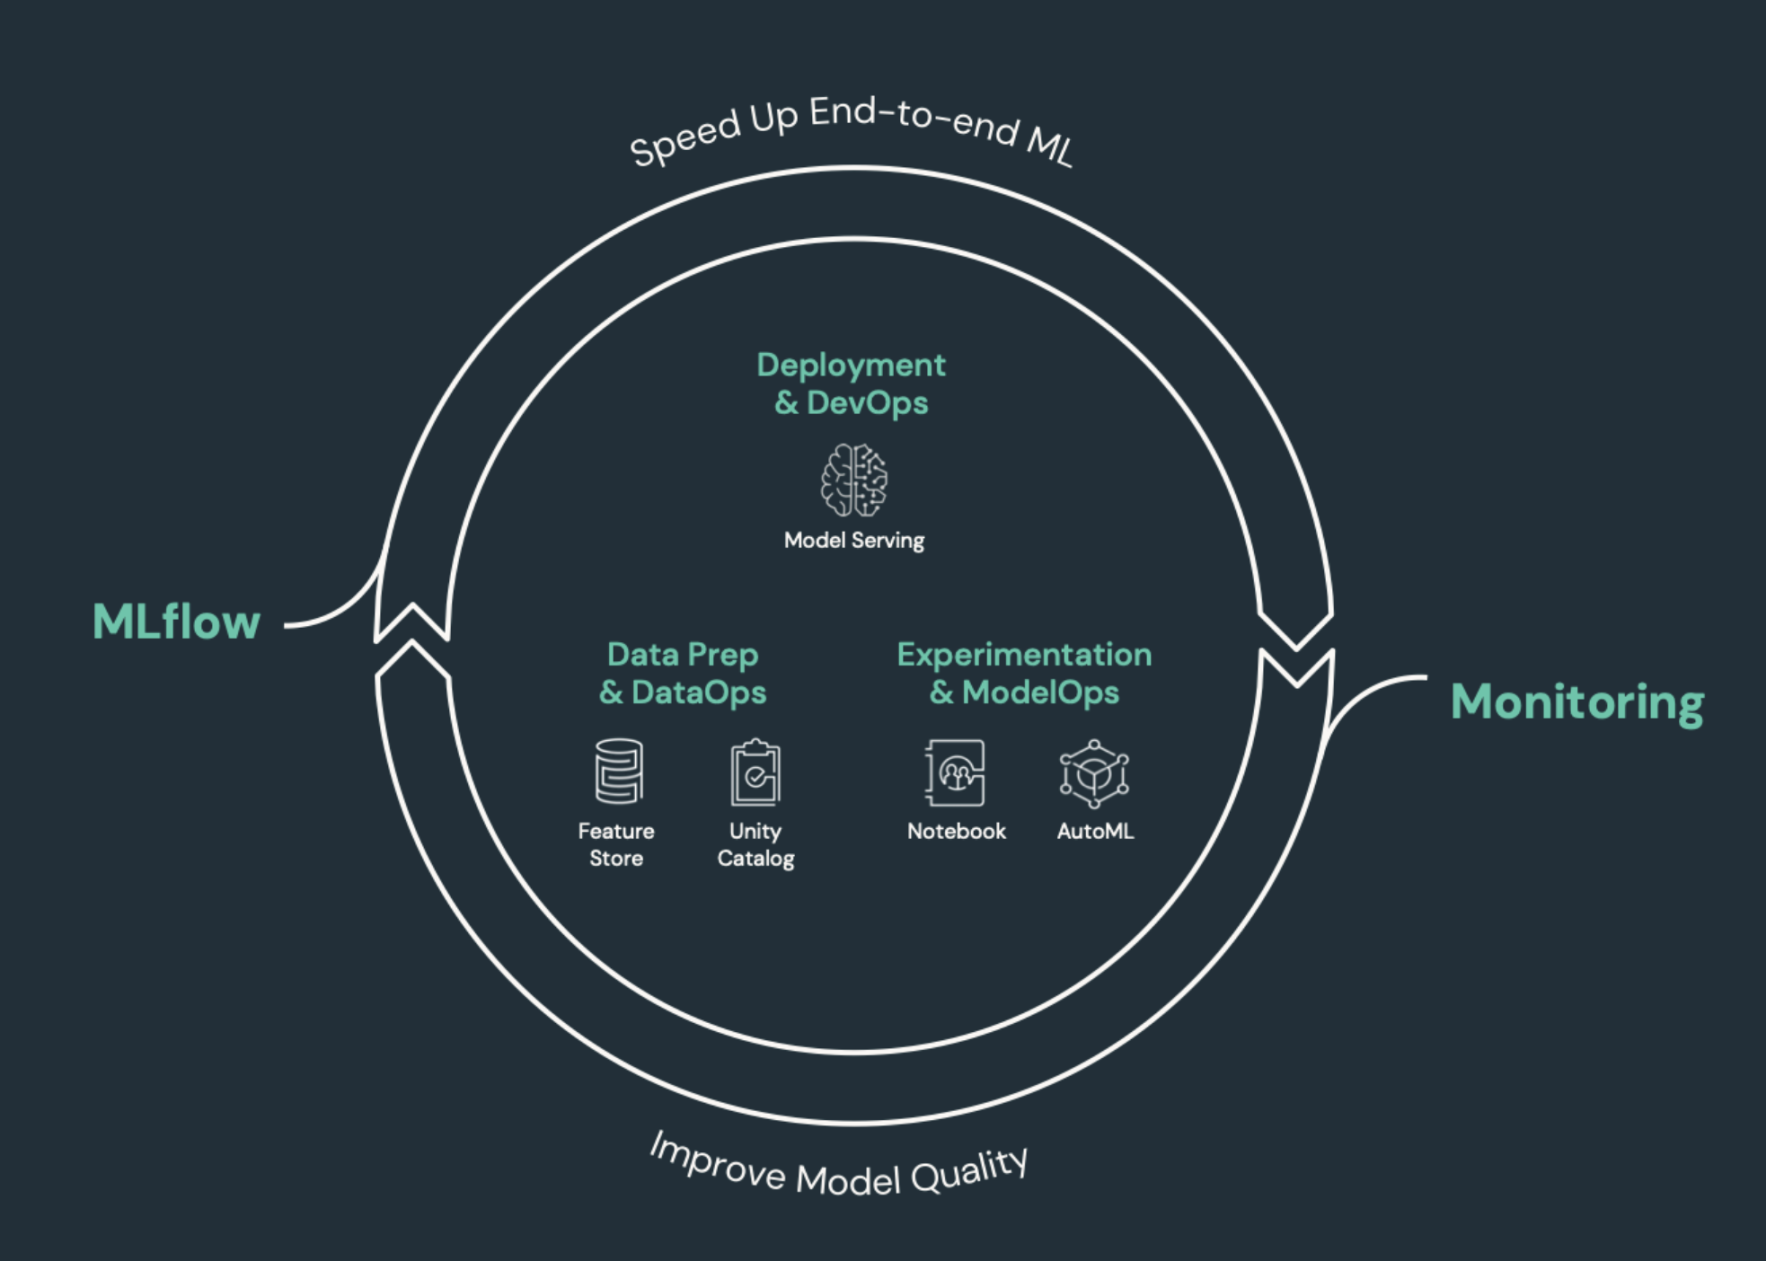 Speed Up End-to-end ML
Deployment
& DevOps
Model Serving
MLflow
Data Prep
& DataOps
Feature
Store
Unity
Catalog
Experimentation
& ModelOps
Notebook
AutoML
Monitoring
Improve Model Quality